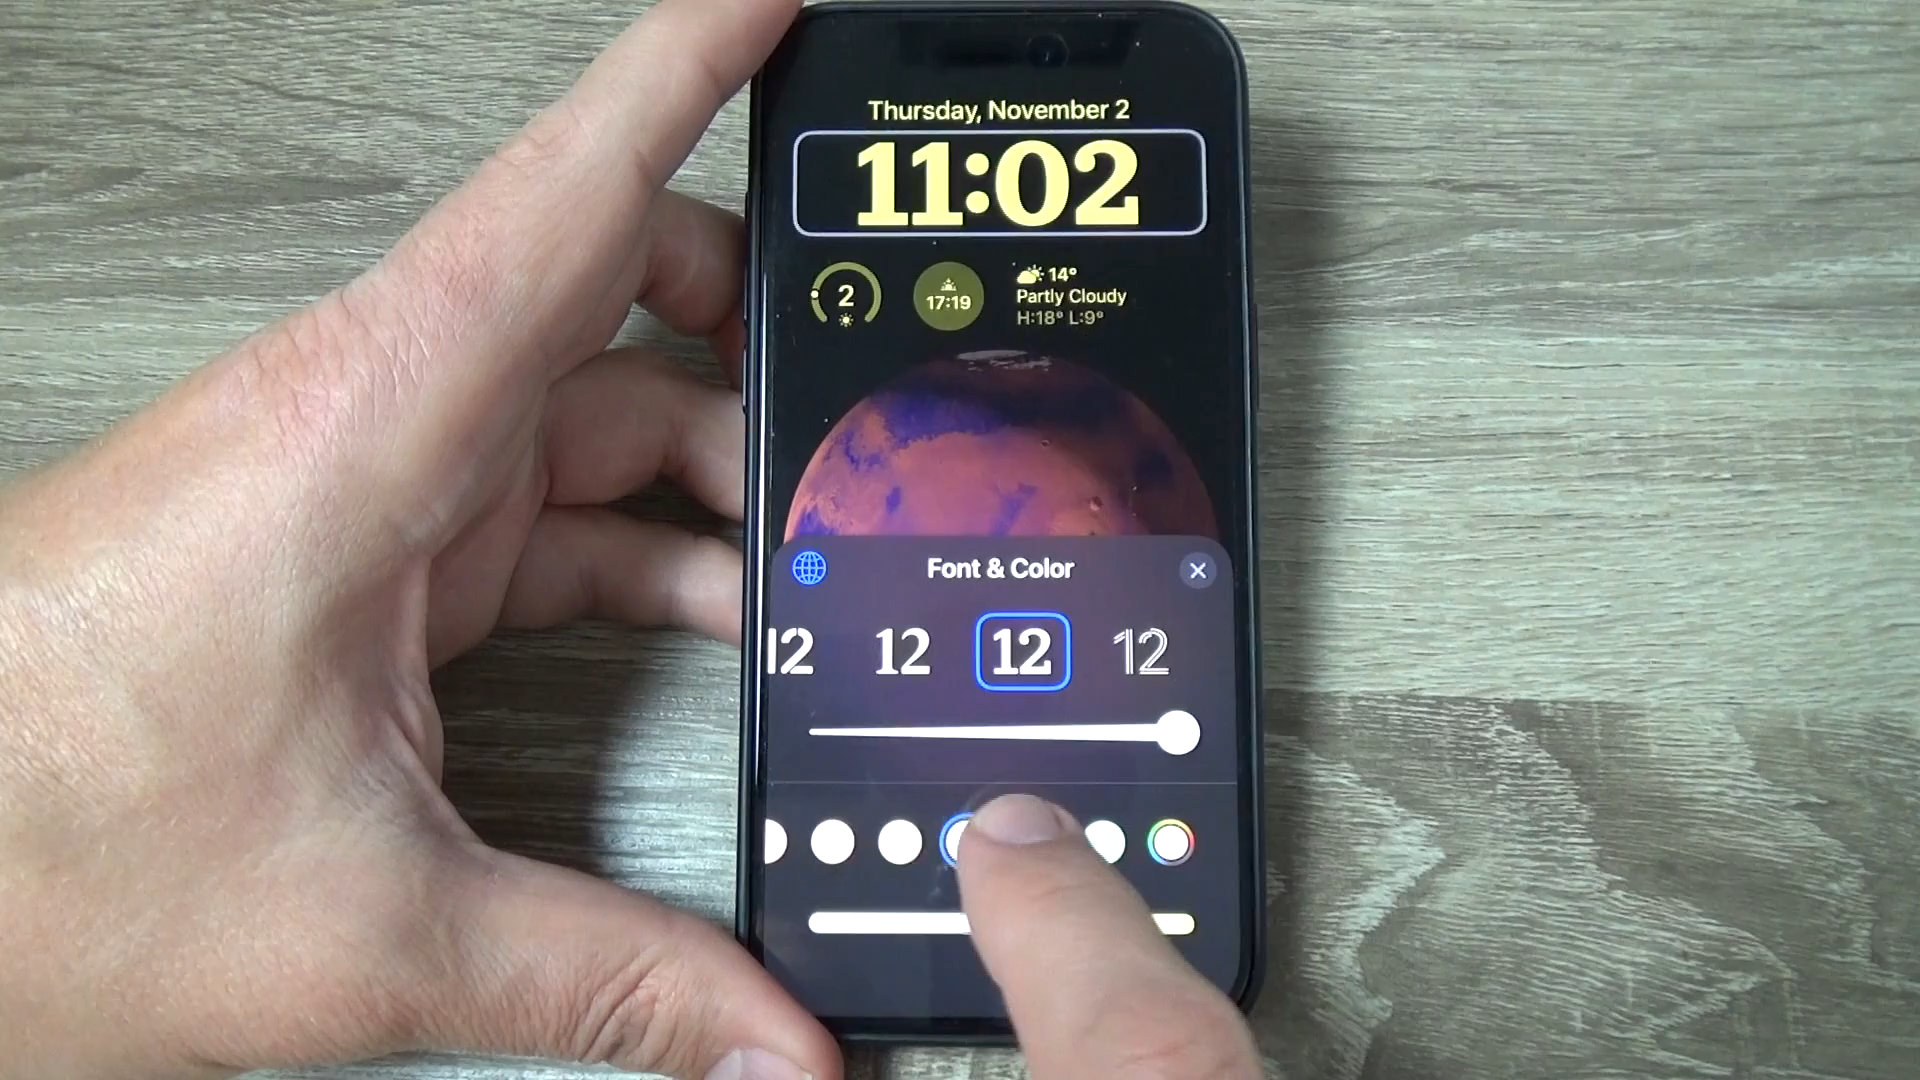 Thursday, November 2
11:02
2
17:19
14°
Partly Cloudy
H:18° L:9°
Font & Color
12 12 12 12